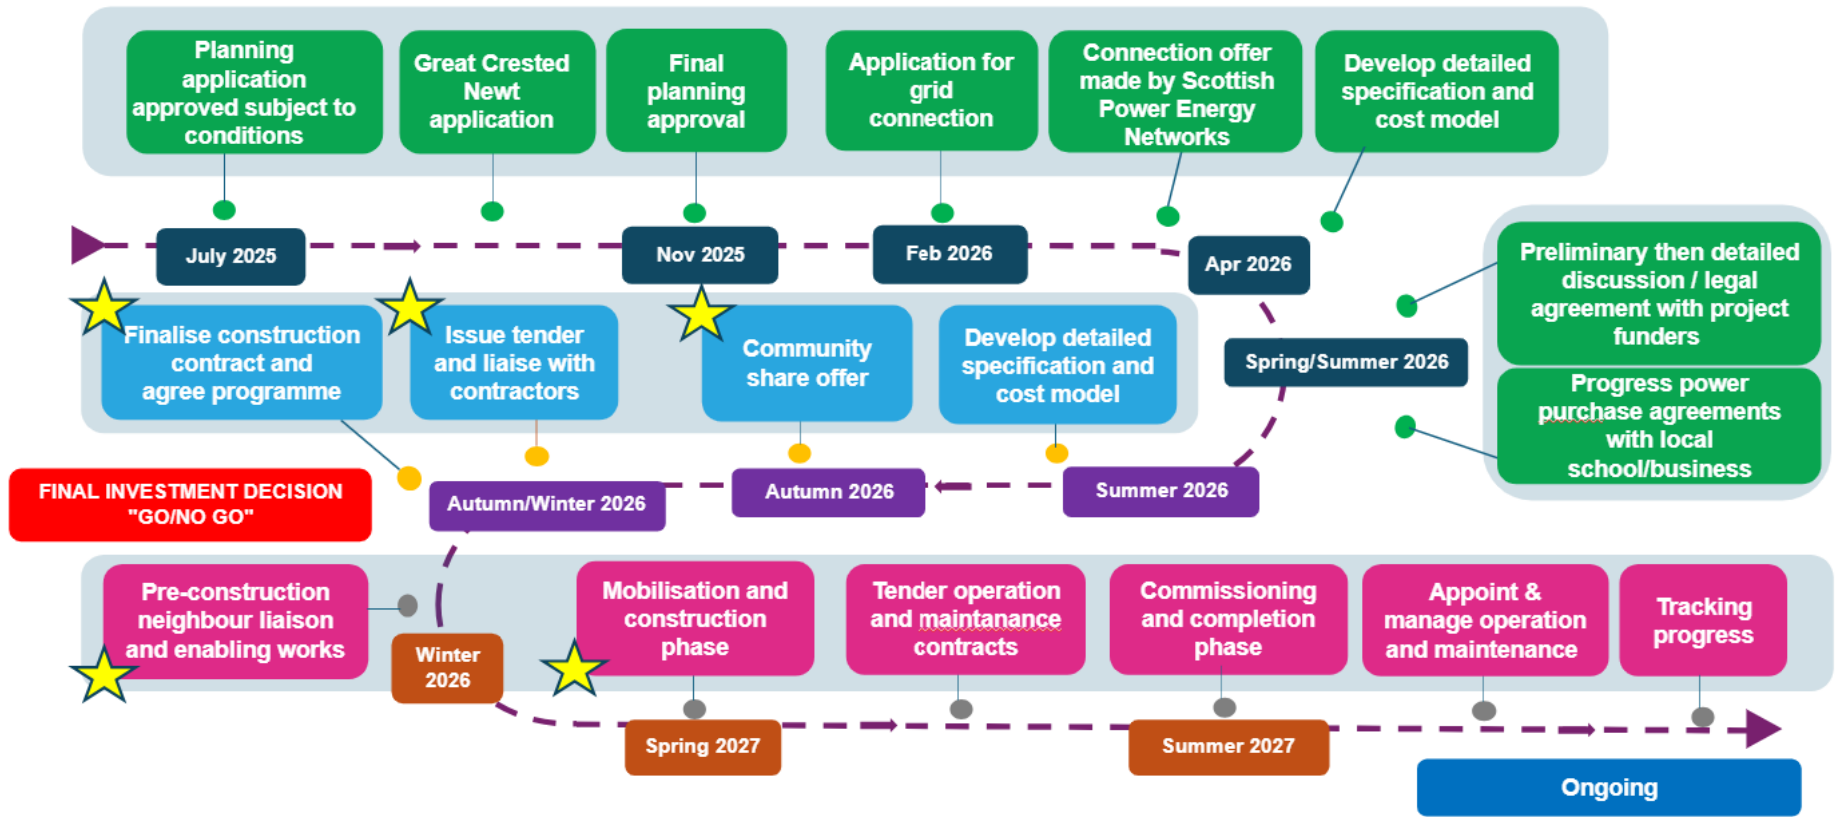 Planning
application
approved subject to
conditions
Great Crested
Newt
application
Final
planning
approval
Application for
grid
connection
Connection offer
made by Scottish
Power Energy
Networks
Develop detailed
specification and
cost model
July 2025
Nov 2025
Feb 2026
Apr 2026
Preliminary then detailed
discussion / legal
agreement with project
funders
Spring/Summer 2026
Progress power
purchase agreements
with local
school/business
Finalise construction
contract and
agree programme
Issue tender
and liaise with
contractors
Community
share offer
Develop detailed
specification and
cost model
FINAL INVESTMENT DECISION
"GO/NO GO"
Autumn/Winter 2026
Autumn 2026
Summer 2026
Pre-construction
neighbour liaison
and enabling works
Winter
2026
Mobilisation and
construction
phase
Tender operation
and maintanance
contracts
Commissioning
and completion
phase
Appoint &
manage operation
and maintenance
Tracking
progress
Spring 2027
Summer 2027
Ongoing